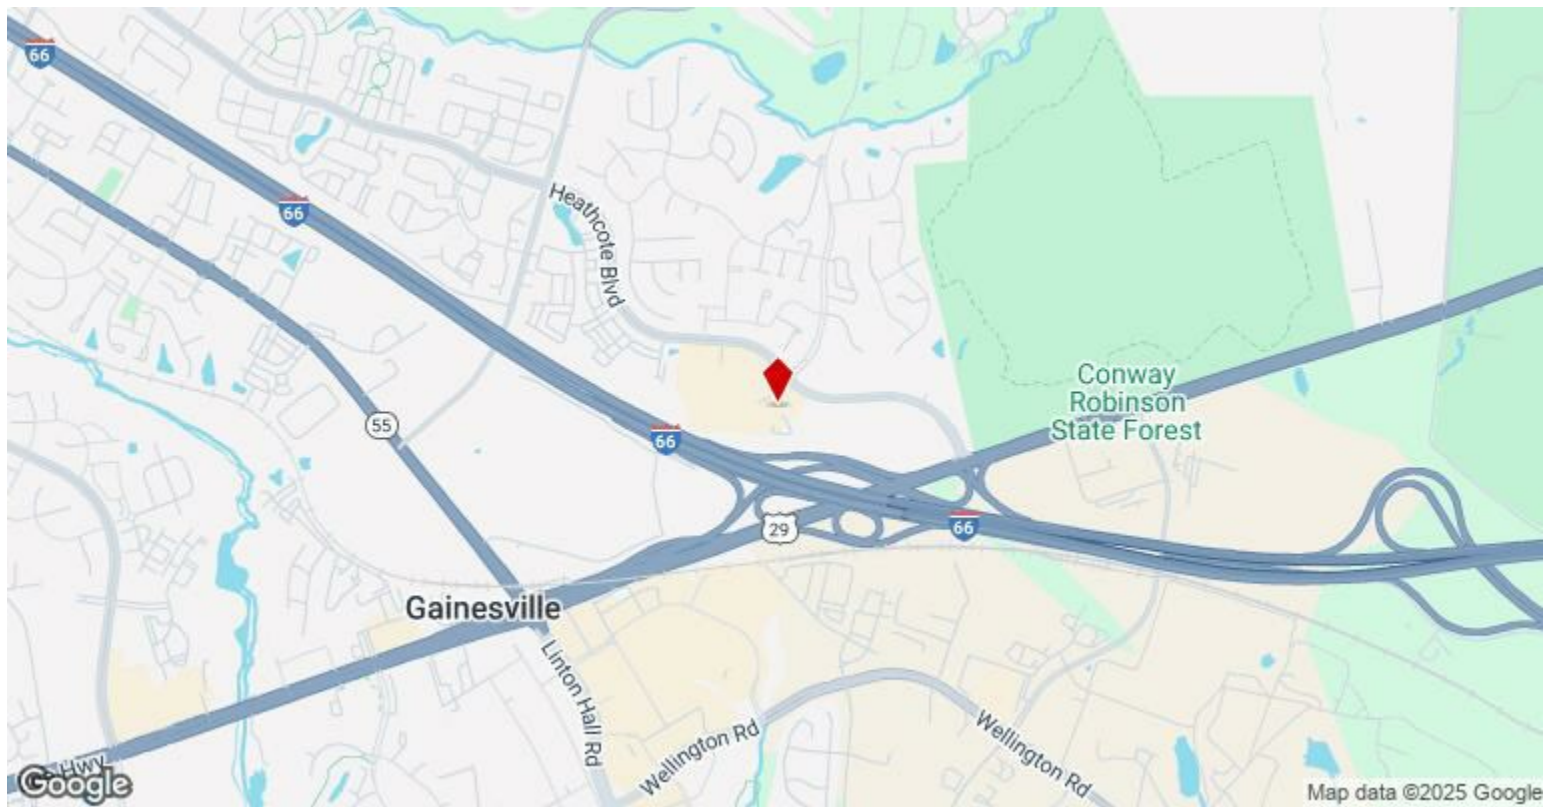 66
66
Heathcote Blvd
Conway
Robinson
State Forest
55
66
29
66
Gainesville
Linton Hall Rd
Wellington Rd
Wellington Rd
Hwy
Google
Map data ©2025 Google